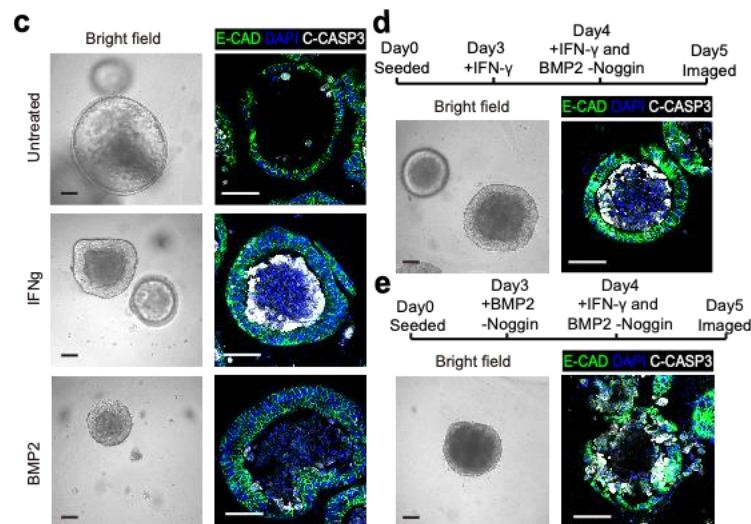 c
Bright field
E-CAD DAPI C-CASP3
Untreated
IFNg
BMP2
d
Day0
Seeded
Day3
+IFN-γ
Day4
+IFN-γ and
BMP2 -Noggin
Day5
Imaged
Bright field
E-CAD DAPI C-CASP3
e
Day0
Seeded
Day3
+BMP2
-Noggin
Day4
+IFN-γ and
BMP2 -Noggin
Day5
Imaged
Bright field
E-CAD DAPI C-CASP3